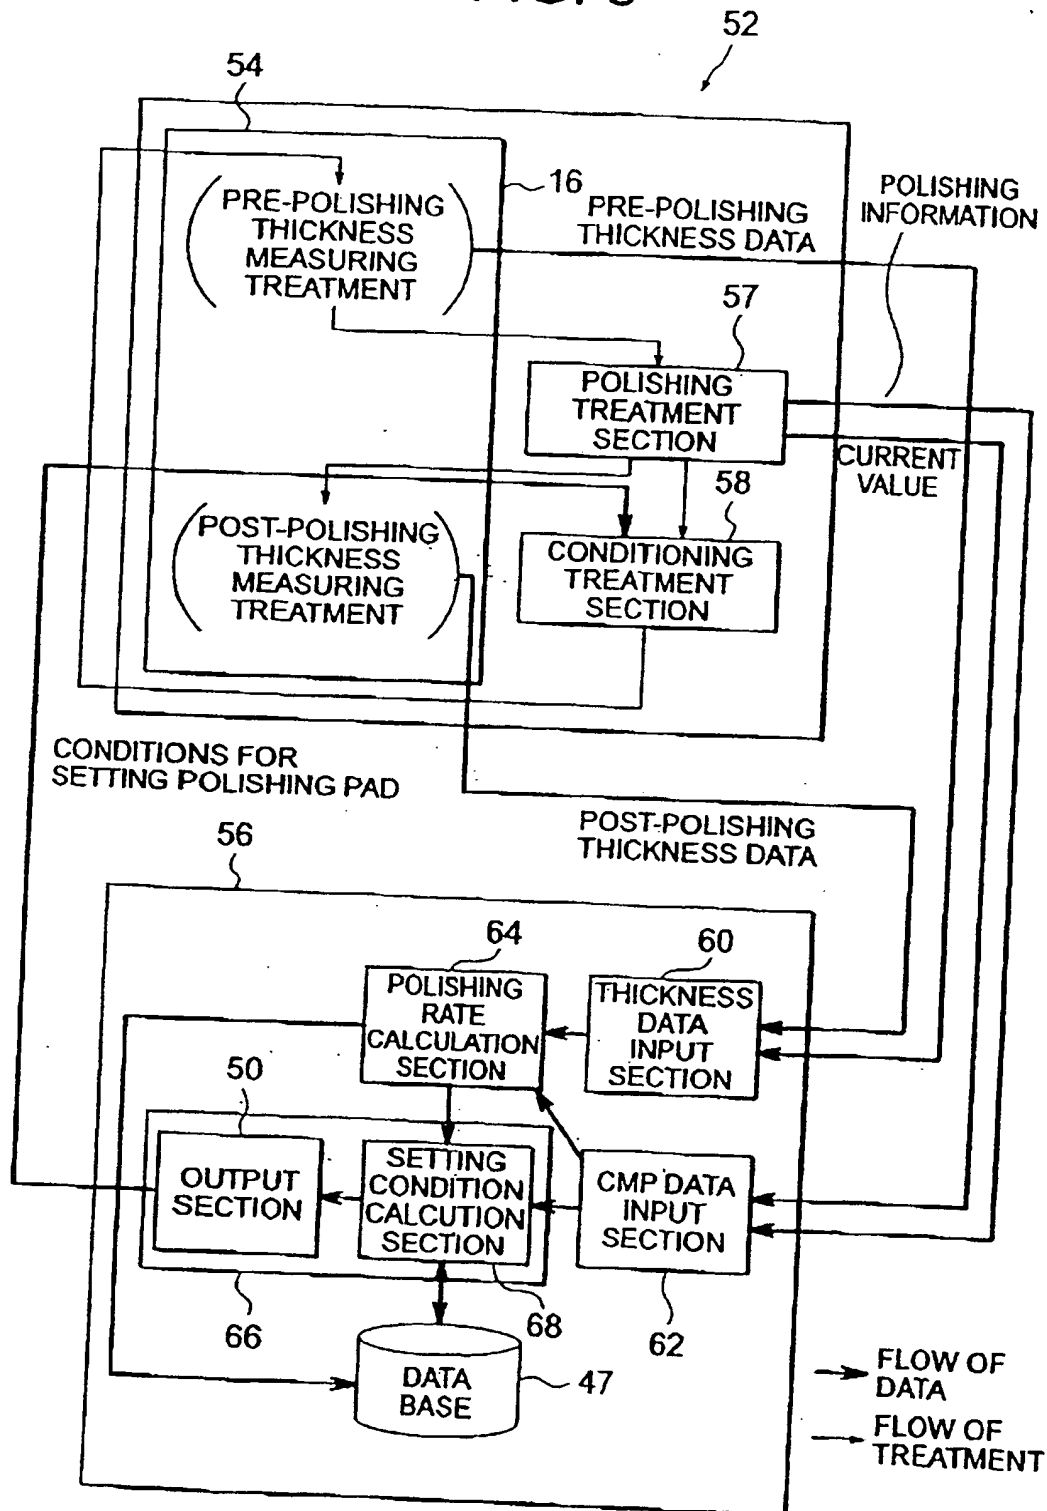 52
54
16
PRE-POLISHING
THICKNESS
MEASURING
TREATMENT
PRE-POLISHING
THICKNESS DATA
POLISHING
INFORMATION
57
POLISHING
TREATMENT
SECTION
CURRENT
VALUE
58
POST-POLISHING
THICKNESS
MEASURING
TREATMENT
CONDITIONING
TREATMENT
SECTION
CONDITIONS FOR
SETTING POLISHING PAD
POST-POLISHING
THICKNESS DATA
56
64
60
POLISHING
RATE
CALCULATION
SECTION
THICKNESS
DATA
INPUT
SECTION
50
OUTPUT
SECTION
SETTING
CONDITION
CALCUTION
SECTION
CMP DATA
INPUT
SECTION
66
68
62
DATA
BASE
47
FLOW OF
DATA
FLOW OF
TREATMENT